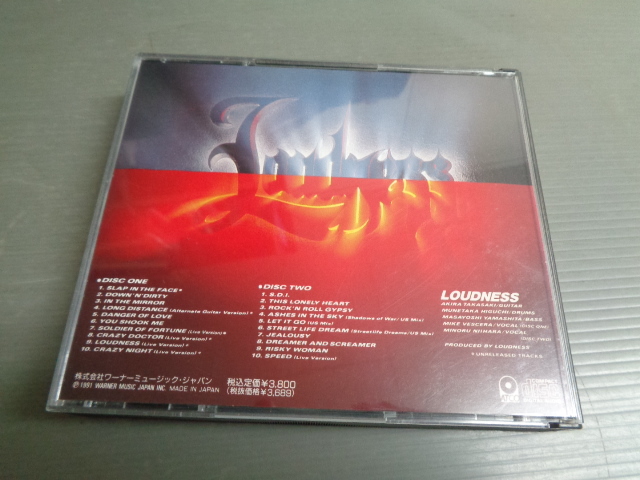 Loudness
●DISC ONE
1. SLAP IN THE FACE*
2. DOWN'N'DIRTY
3. IN THE MIRROR
4. LONG DISTANCE (Alternate Guitar Version)*
5. DANGER OF LOVE
6. YOU SHOOK ME
7. SOLDIER OF FORTUNE (Live Version)*
8. CRAZY DOCTOR (Live Version)*
9. LOUDNESS (Live Version)*
10. CRAZY NIGHT (Live Version)*
●DISC TWO
1. S.D.I.
2. THIS LONELY HEART
3. ROCK'N ROLL GYPSY
4. ASHES IN THE SKY (Shadows of War/US Mix)
5. LET IT GO (US Mix)
6. STREET LIFE DREAM (Streetlife Dreams/US Mix)
7. JEALOUSY
8. DREAMER AND SCREAMER
9. RISKY WOMAN
10. SPEED (Live Version)
LOUDNESS
AKIRA TAKASAKI/GUITAR
MUNETAKA HIGUCHI/DRUMS
MASAYOSHI YAMASHITA/BASS
MIKE VESCERA/VOCAL (Disc One)
MINORU NIIHARA/VOCAL
(Disc TWO)
PRODUCED BY LOUDNESS
* UNRELEASED TRACKS
株式会社ワーナーミュージック・ジャパン
℗1991 WARNER MUSIC JAPAN INC. MADE IN JAPAN
税込定価¥3,800
(税抜価格¥3,689)